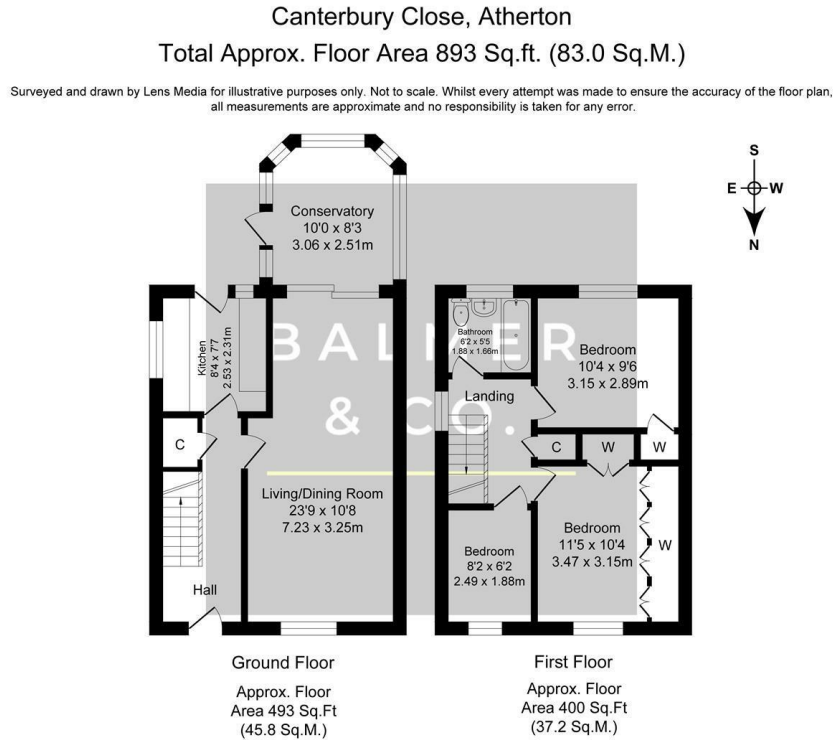 Canterbury Close, Atherton
Total Approx. Floor Area 893 Sq.ft. (83.0 Sq.M.)
Surveyed and drawn by Lens Media for illustrative purposes only. Not to scale. Whilst every attempt was made to ensure the accuracy of the floor plan,
all measurements are approximate and no responsibility is taken for any error.
S
E W
N
Conservatory
10'0 x 8'3
3.06 x 2.51m
Kitchen
8'4 x 7'7
2.53 x 2.31m
C
Living/Dining Room
23'9 x 10'8
7.23 x 3.25m
Hall
Bathroom
6'2 x 5'5
1.88 x 1.66m
Bedroom
10'4 x 9'6
3.15 x 2.89m
Landing
C
W
W
Bedroom
11'5 x 10'4
3.47 x 3.15m
W
Bedroom
8'2 x 6'2
2.49 x 1.88m
BALMER
& CO.
Ground Floor
Approx. Floor
Area 493 Sq.Ft
(45.8 Sq.M.)
First Floor
Approx. Floor
Area 400 Sq.Ft
(37.2 Sq.M.)